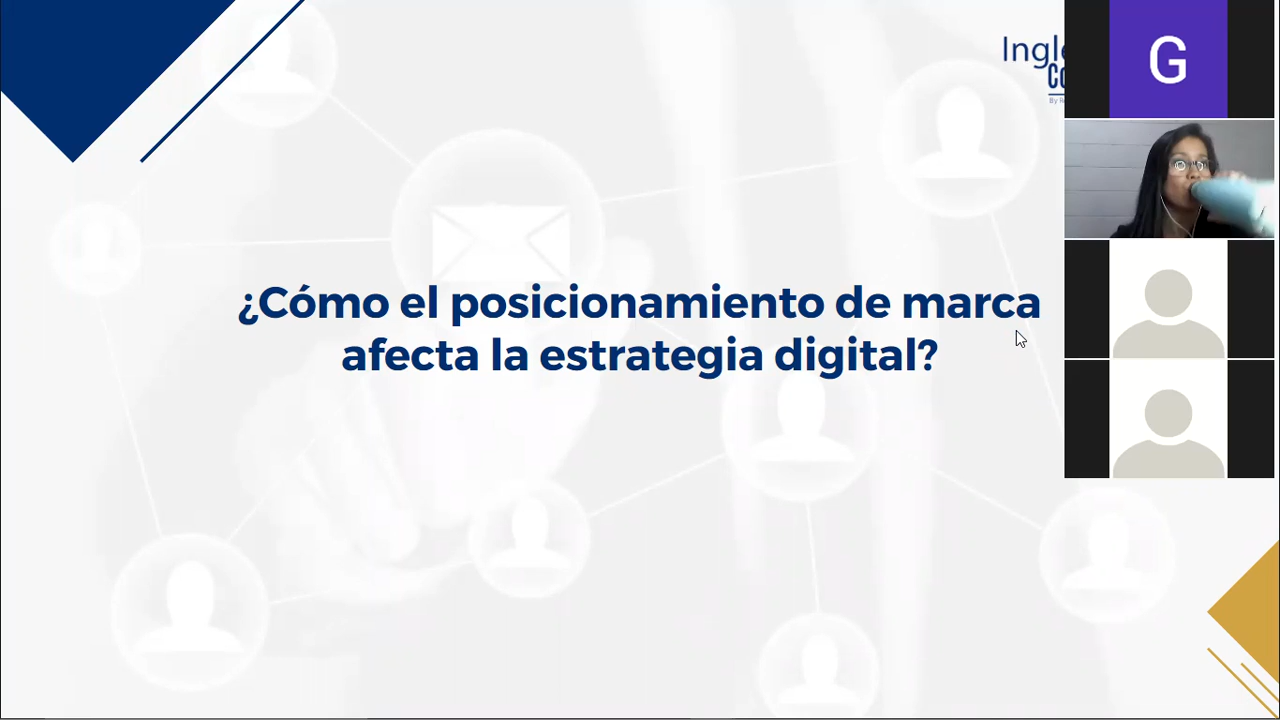 G
¿Cómo el posicionamiento de marca
afecta la estrategia digital?